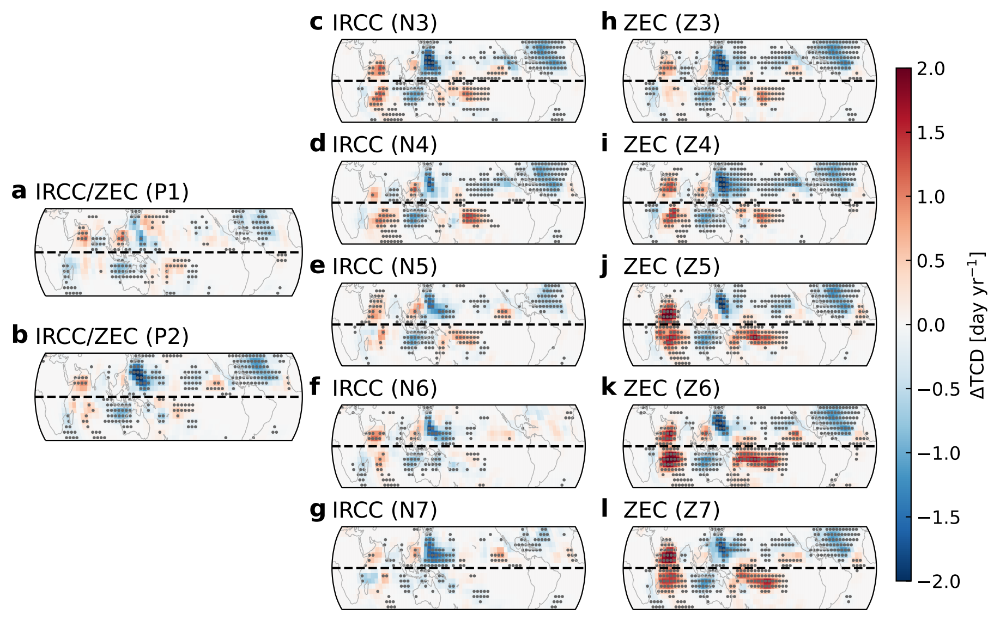 a IRCC/ZEC (P1)
b IRCC/ZEC (P2)
c IRCC (N3)
d IRCC (N4)
e IRCC (N5)
f IRCC (N6)
g IRCC (N7)
h ZEC (Z3)
i ZEC (Z4)
j ZEC (Z5)
k ZEC (Z6)
l ZEC (Z7)
2.0
1.5
1.0
0.5
0.0
−0.5
−1.0
−1.5
−2.0
ΔTCD [day yr⁻¹]